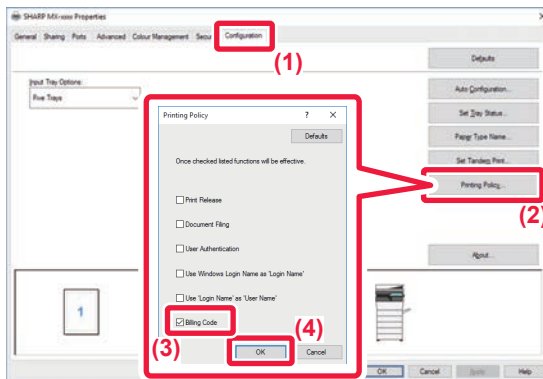 SHARP MX-xxxx Properties
General Sharing Ports Advanced Colour Management Secu Configuration
(1)
Defaults
Input Tray Options:
Five Trays
Auto Configuration...
Set Tray Status...
Paper Type Name...
Set Tandem Print...
Printing Policy...
(2)
About...
Printing Policy ? ×
Defaults
Once checked listed functions will be effective.
Print Release
Document Filing
User Authentication
Use Windows Login Name as 'Login Name'
Use 'Login Name' as 'User Name'
Billing Code
(3)
(4)
OK Cancel
1
OK Cancel Apply Help